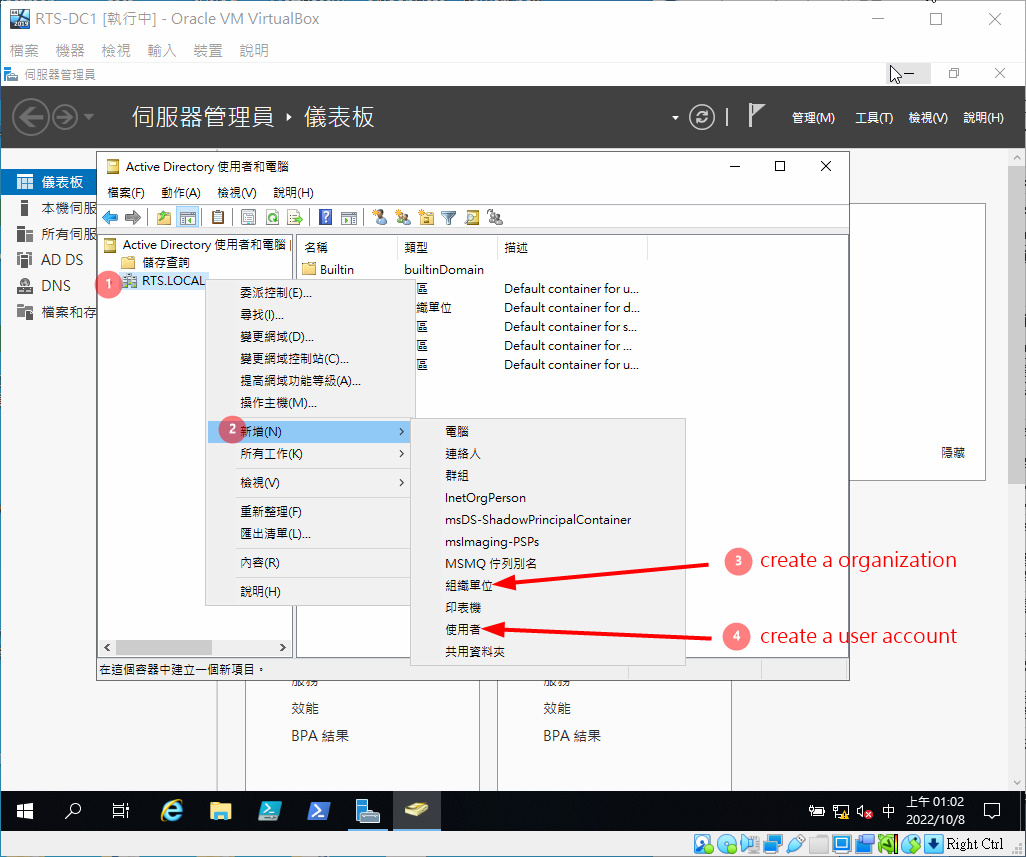 RTS-DC1 [執行中] - Oracle VM VirtualBox
檔案 機器 檢視 輸入 裝置 說明
伺服器管理員
伺服器管理員 ‣ 儀表板
管理(M) 工具(T) 檢視(V) 說明(H)
儀表板
本機伺服
所有伺服
AD DS
DNS
檔案和存
Active Directory 使用者和電腦
檔案(F) 動作(A) 檢視(V) 說明(H)
Active Directory 使用者和電腦
儲存查詢
1 RTS.LOCAL
名稱 類型 描述
Builtin builtinDomain
區 Default container for u...
織單位 Default container for d...
區 Default container for s...
區 Default container for ...
區 Default container for u...
委派控制(E)...
尋找(I)...
變更網域(D)...
變更網域控制站(C)...
提高網域功能等級(A)...
操作主機(M)...
2 新增(N)
所有工作(K)
檢視(V)
重新整理(F)
匯出清單(L)...
內容(R)
說明(H)
電腦
連絡人
群組
InetOrgPerson
msDS-ShadowPrincipalContainer
msImaging-PSPs
MSMQ 佇列別名
組織單位
印表機
使用者
共用資料夾
3 create a organization
4 create a user account
隱藏
在這個容器中建立一個新項目。
服務 服務
效能 效能
BPA 結果 BPA 結果
中
上午 01:02
2022/10/8
Right Ctrl